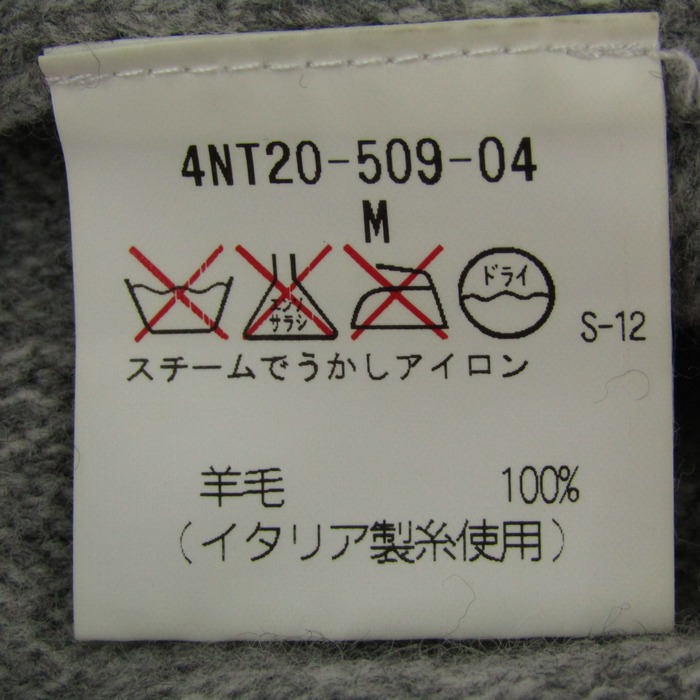 4NT20-509-04
M
エンソ
サラシ
ドライ
S-12
スチームでうかしアイロン
羊毛 100%
(イタリア製糸使用)